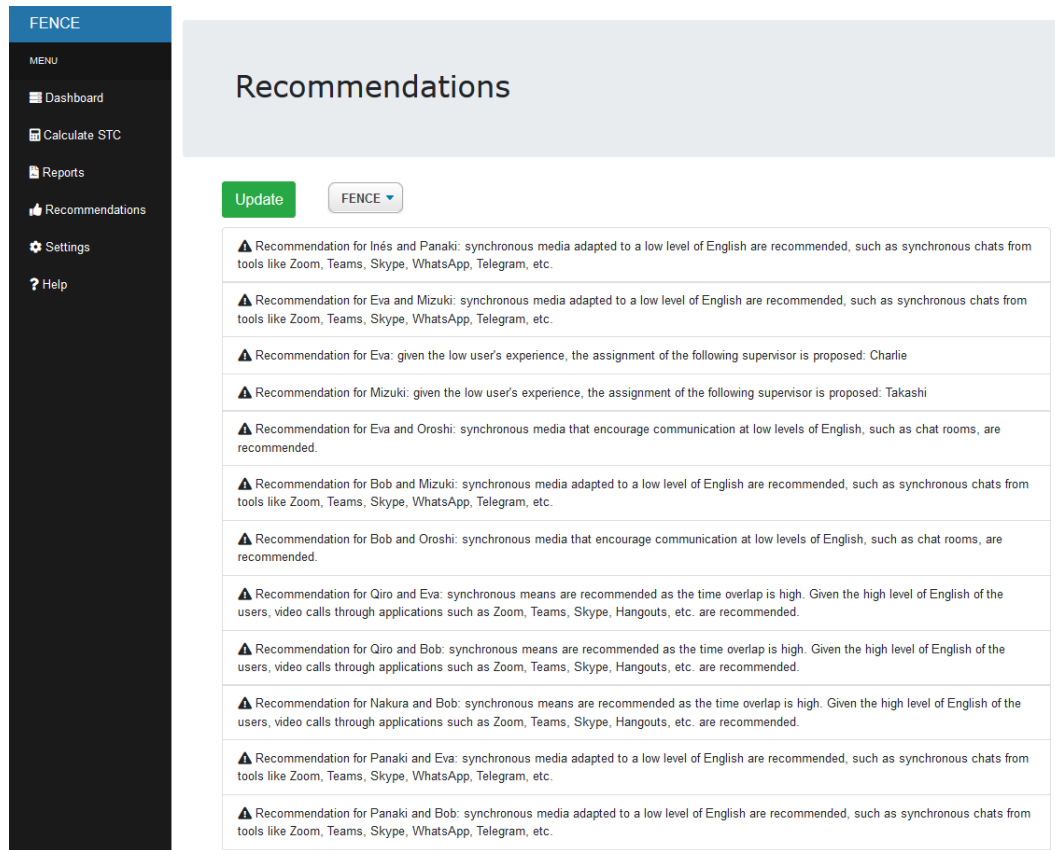 FENCE
MENU
Dashboard
Calculate STC
Reports
Recommendations
Settings
Help
Recommendations
Update
FENCE
Recommendation for Inés and Panaki: synchronous media adapted to a low level of English are recommended, such as synchronous chats from
tools like Zoom, Teams, Skype, WhatsApp, Telegram, etc.
Recommendation for Eva and Mizuki: synchronous media adapted to a low level of English are recommended, such as synchronous chats from
tools like Zoom, Teams, Skype, WhatsApp, Telegram, etc.
Recommendation for Eva: given the low user's experience, the assignment of the following supervisor is proposed: Charlie
Recommendation for Mizuki: given the low user's experience, the assignment of the following supervisor is proposed: Takashi
Recommendation for Eva and Oroshi: synchronous media that encourage communication at low levels of English, such as chat rooms, are
recommended.
Recommendation for Bob and Mizuki: synchronous media adapted to a low level of English are recommended, such as synchronous chats from
tools like Zoom, Teams, Skype, WhatsApp, Telegram, etc.
Recommendation for Bob and Oroshi: synchronous media that encourage communication at low levels of English, such as chat rooms, are
recommended.
Recommendation for Qiro and Eva: synchronous means are recommended as the time overlap is high. Given the high level of English of the
users, video calls through applications such as Zoom, Teams, Skype, Hangouts, etc. are recommended.
Recommendation for Qiro and Bob: synchronous means are recommended as the time overlap is high. Given the high level of English of the
users, video calls through applications such as Zoom, Teams, Skype, Hangouts, etc. are recommended.
Recommendation for Nakura and Bob: synchronous means are recommended as the time overlap is high. Given the high level of English of the
users, video calls through applications such as Zoom, Teams, Skype, Hangouts, etc. are recommended.
Recommendation for Panaki and Eva: synchronous media adapted to a low level of English are recommended, such as synchronous chats from
tools like Zoom, Teams, Skype, WhatsApp, Telegram, etc.
Recommendation for Panaki and Bob: synchronous media adapted to a low level of English are recommended, such as synchronous chats from
tools like Zoom, Teams, Skype, WhatsApp, Telegram, etc.